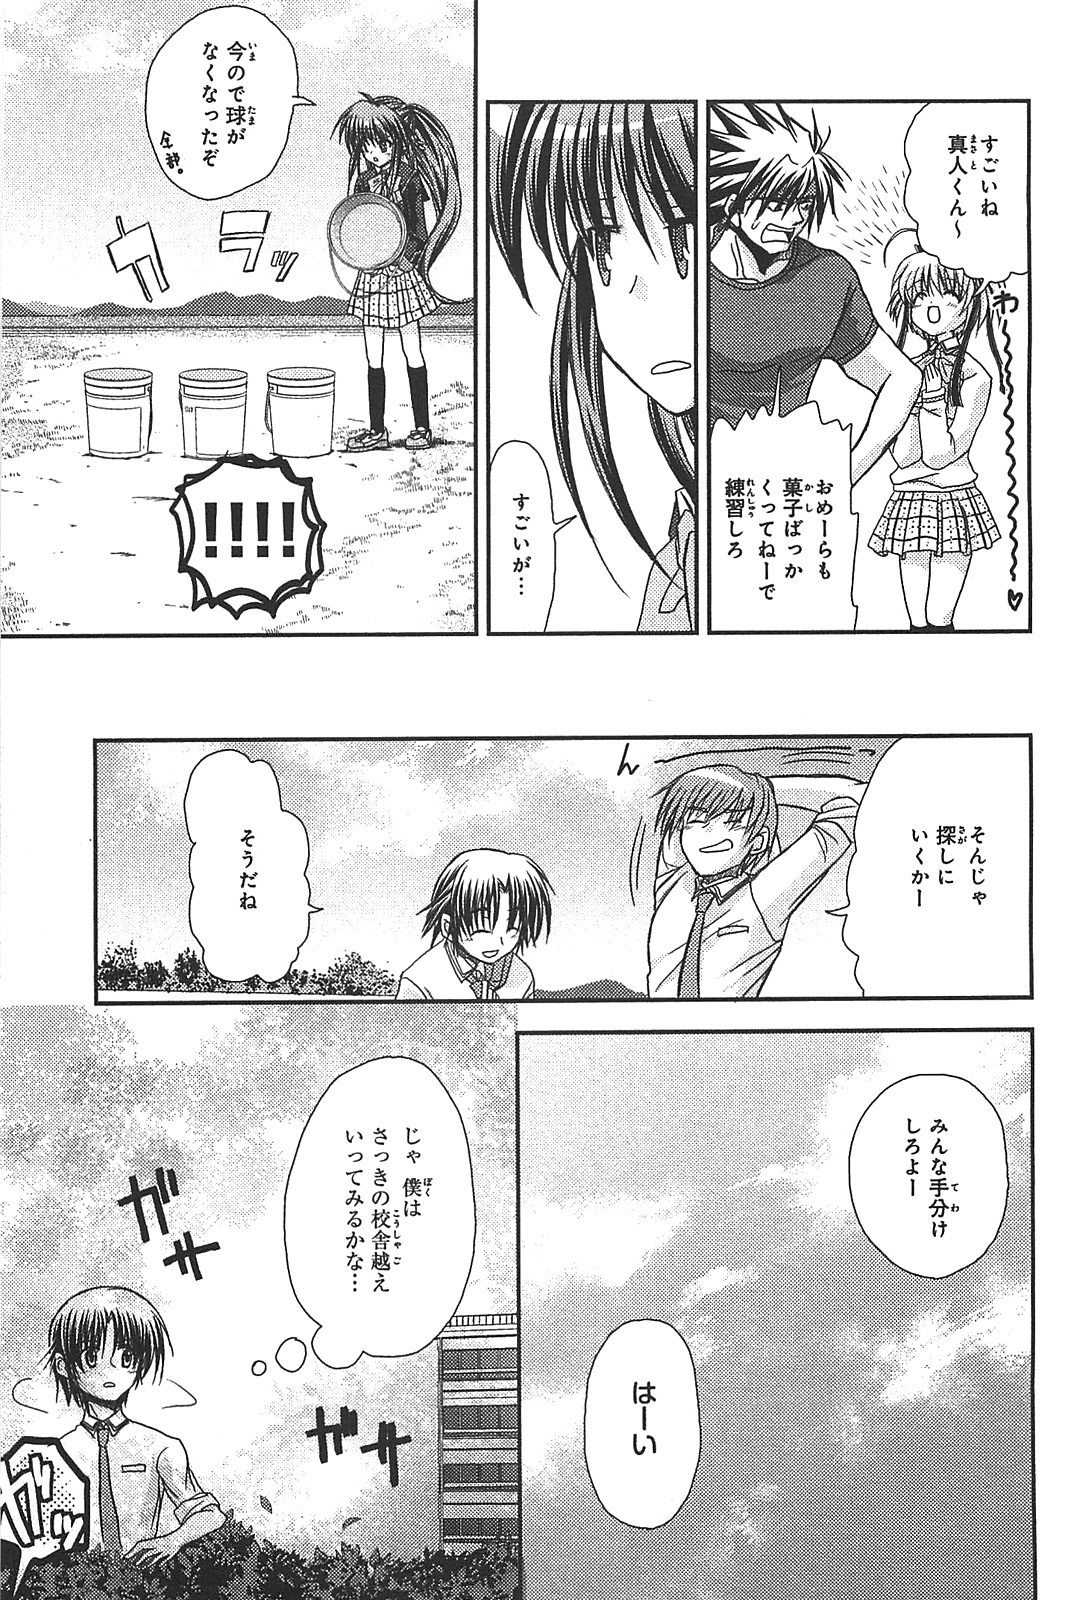 すごいね
真人くん～
わ～～♥
おめーらも
菓子ばっか
くってねーで
練習しろ
すごいが…
今ので球が
なくなったぞ
全部。
カラッ
!!!!
そんじゃ
探しに
いくかー
ん
そうだね
みんな手分け
しろよー
はーい
じゃ 僕は
さっきの校舎越え
いってみるかな…
ガサ
ガサ
ガサッ